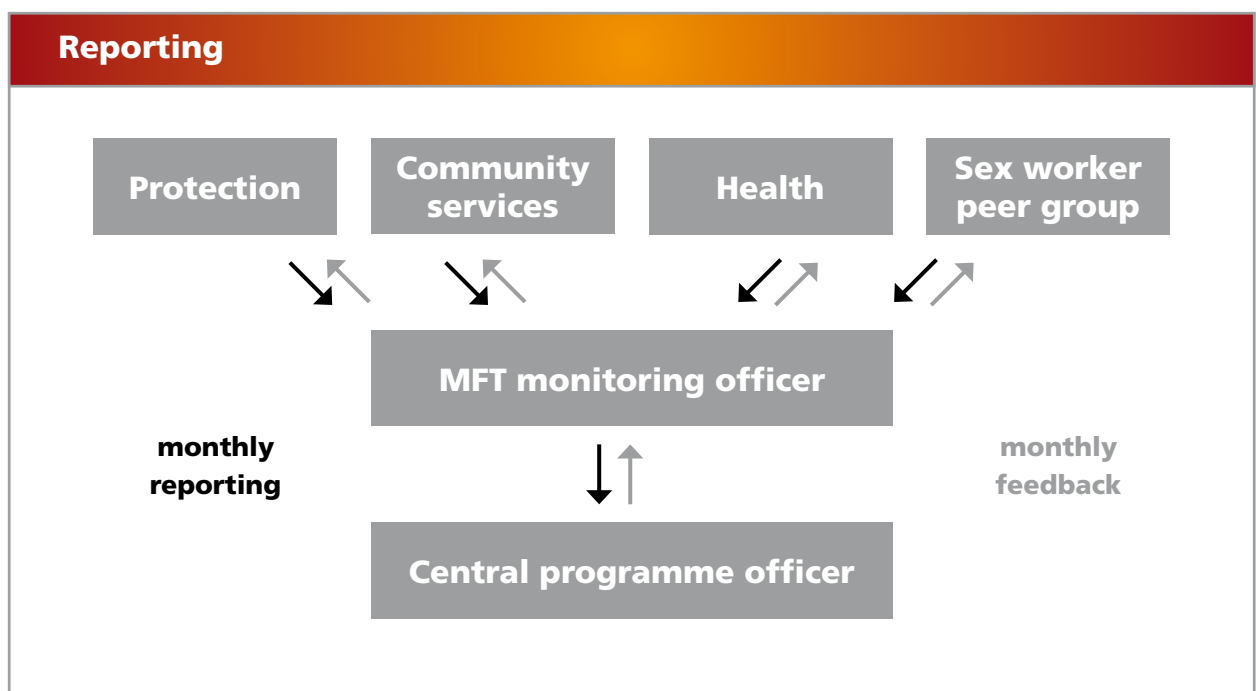 Reporting
Protection
Community
services
Health
Sex worker
peer group
MFT monitoring officer
monthly
reporting
monthly
feedback
Central programme officer